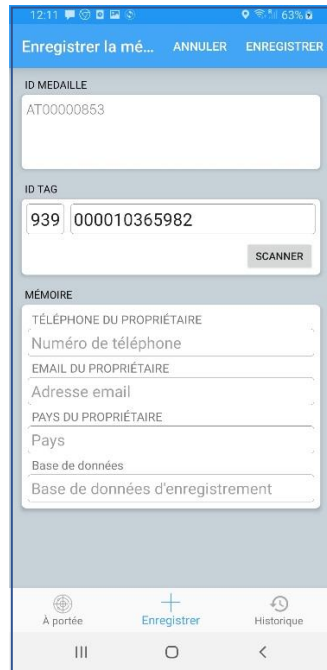 12:11 63%
Enregistrer la mé... ANNULER ENREGISTRER
ID MEDAILLE
AT00000853
ID TAG
939 000010365982
SCANNER
MÉMOIRE
TÉLÉPHONE DU PROPRIÉTAIRE
Numéro de téléphone
EMAIL DU PROPRIÉTAIRE
Adresse email
PAYS DU PROPRIÉTAIRE
Pays
Base de données
Base de données d'enregistrement
À portée Enregistrer Historique